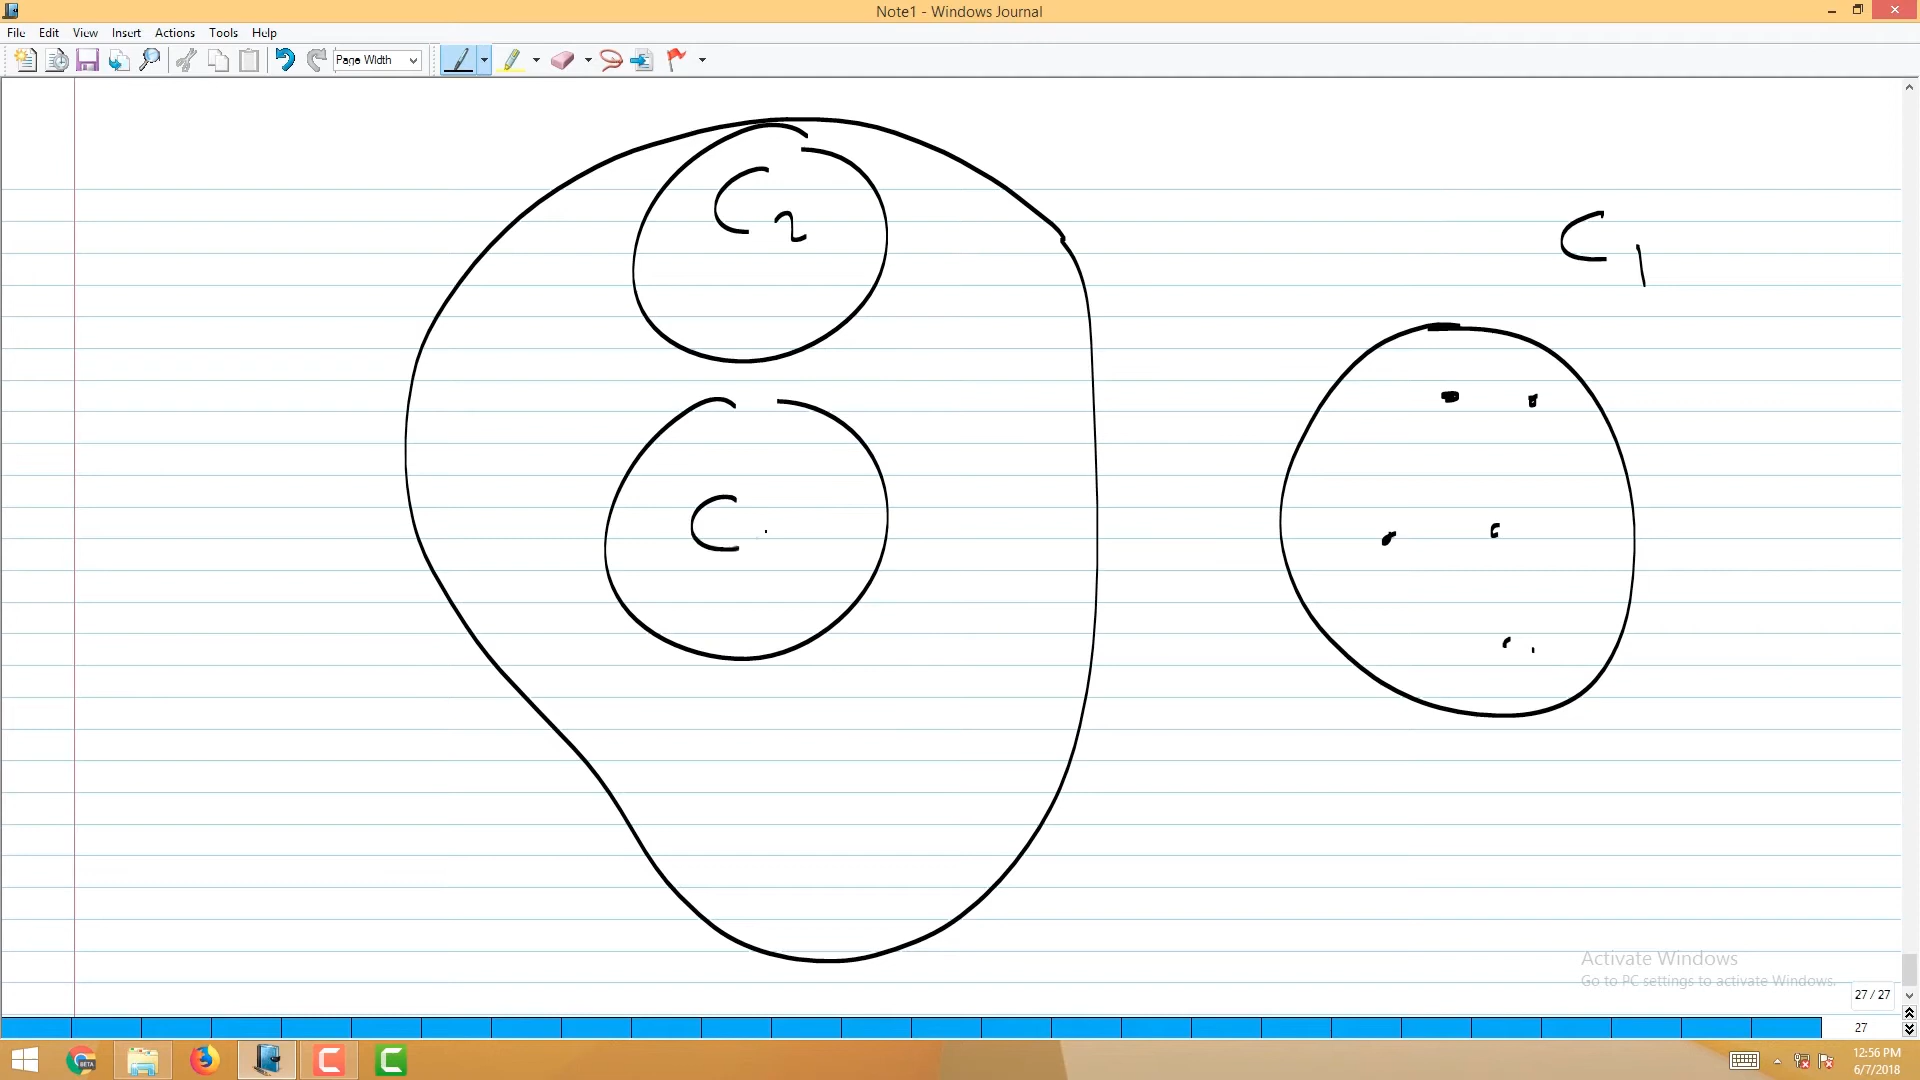 Note1 - Windows Journal
File Edit View Insert Actions Tools Help
Page Width
C2
C1
C
Activate Windows
Go to PC settings to activate Windows.
27 / 27
27
BETA
12:56 PM
6/7/2018